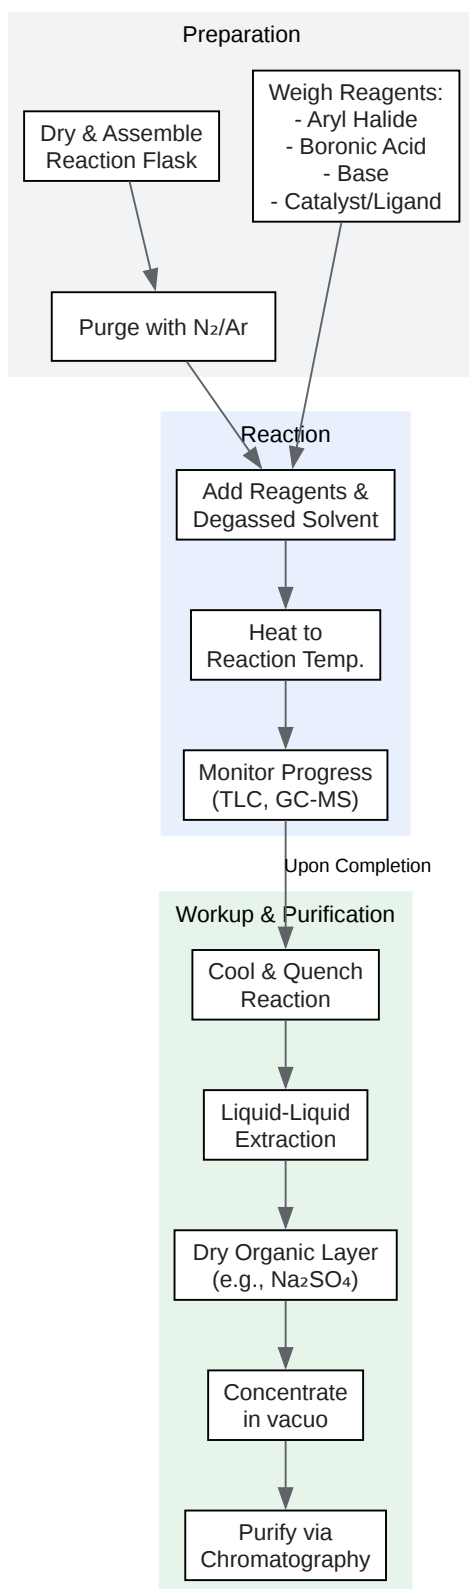 Preparation
Dry & Assemble
Reaction Flask
Weigh Reagents:
- Aryl Halide
- Boronic Acid
- Base
- Catalyst/Ligand
Purge with N₂/Ar
Reaction
Add Reagents &
Degassed Solvent
Heat to
Reaction Temp.
Monitor Progress
(TLC, GC-MS)
Upon Completion
Workup & Purification
Cool & Quench
Reaction
Liquid-Liquid
Extraction
Dry Organic Layer
(e.g., Na₂SO₄)
Concentrate
in vacuo
Purify via
Chromatography